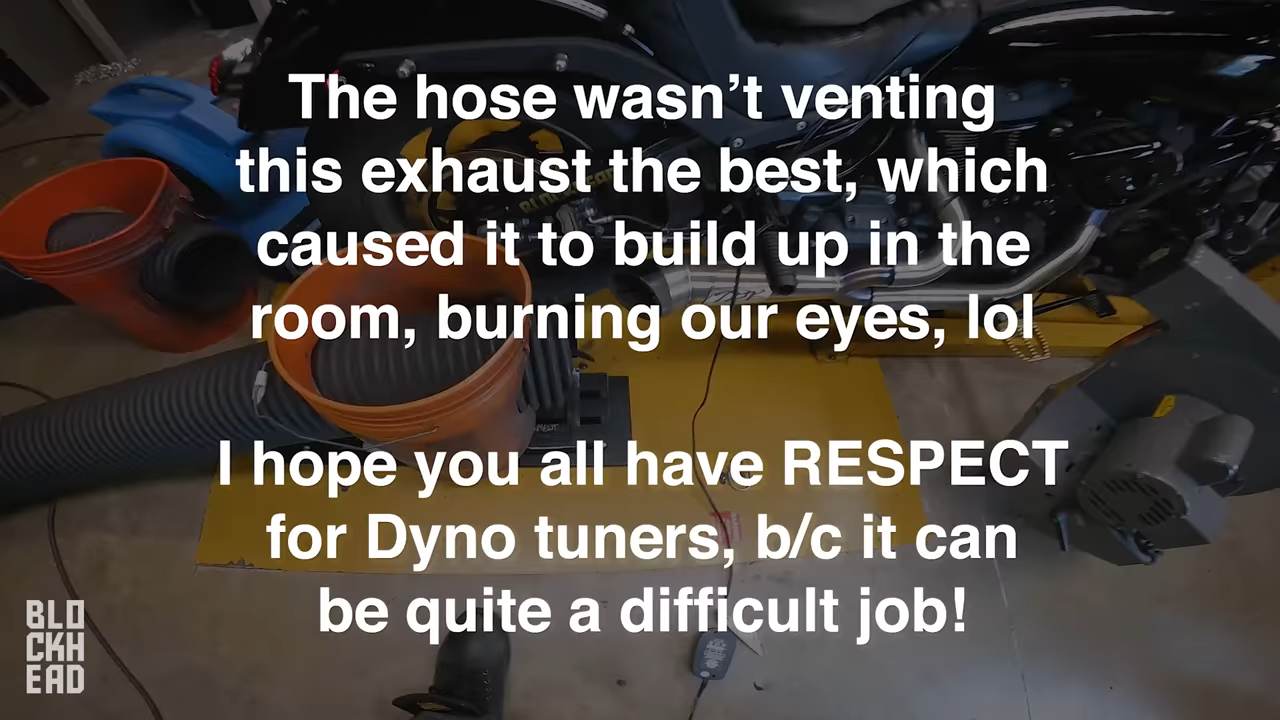 The hose wasn’t venting
this exhaust the best, which
caused it to build up in the
room, burning our eyes, lol
I hope you all have RESPECT
for Dyno tuners, b/c it can
be quite a difficult job!
BLO
CKH
EAD